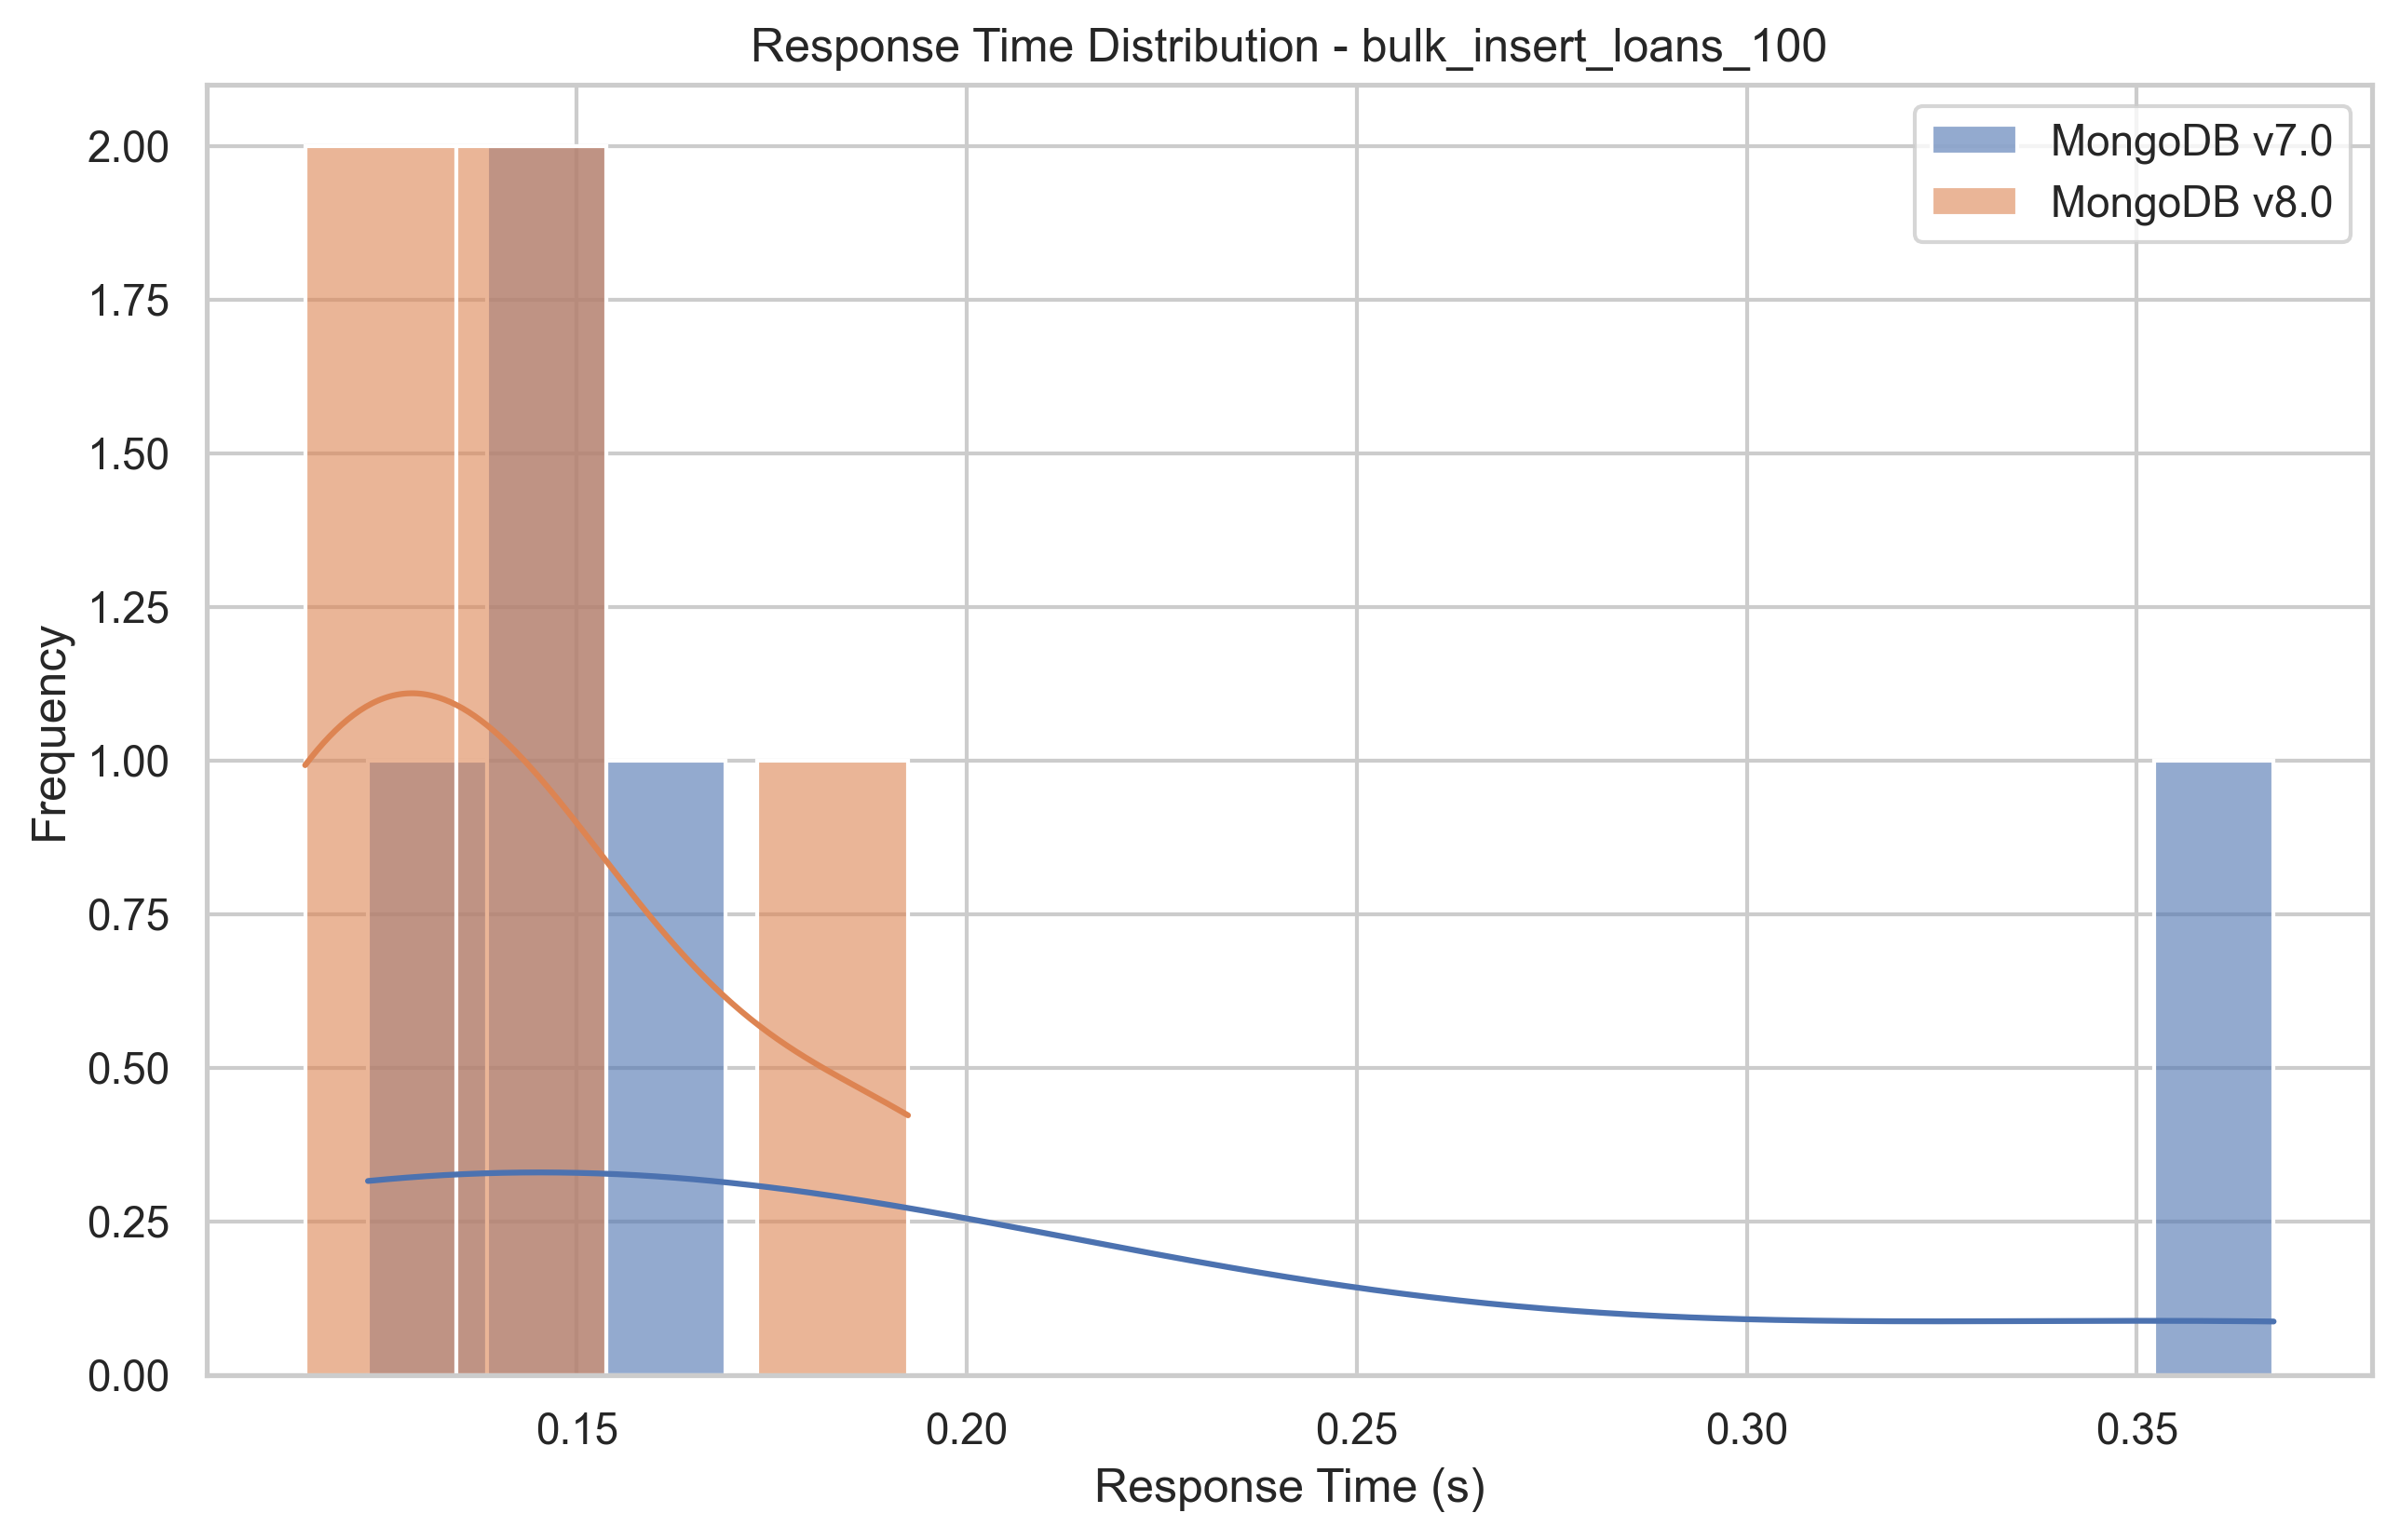 Response Time Distribution - bulk_insert_loans_100
MongoDB v7.0
MongoDB v8.0
2.00
1.75
1.50
1.25
1.00
0.75
0.50
0.25
0.00
Frequency
0.15
0.20
0.25
0.30
0.35
Response Time (s)